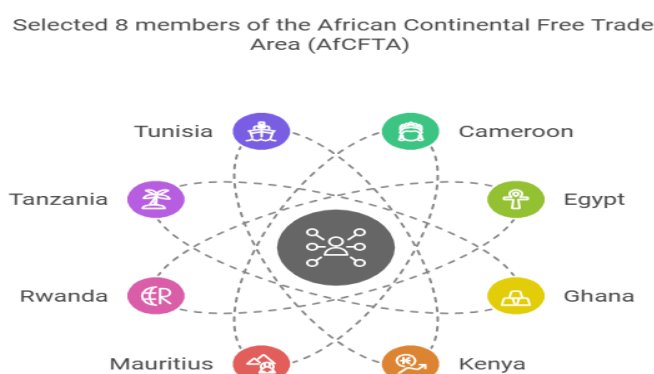 Selected 8 members of the African Continental Free Trade
Area (AfCFTA)
Tunisia
Cameroon
Tanzania
Egypt
Rwanda
Ghana
Mauritius
Kenya